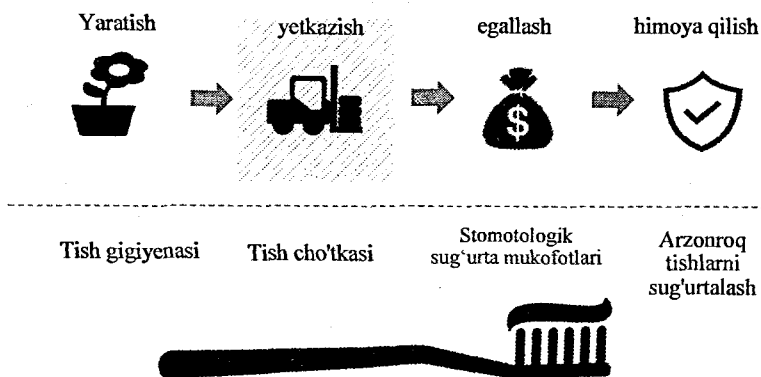 Yaratish
yetkazish
egallash
himoya qilish
$
Tish gigiyenasi
Tish cho'tkasi
Stomotologik
sug‘urta mukofotlari
Arzonroq
tishlarni
sug'urtalash